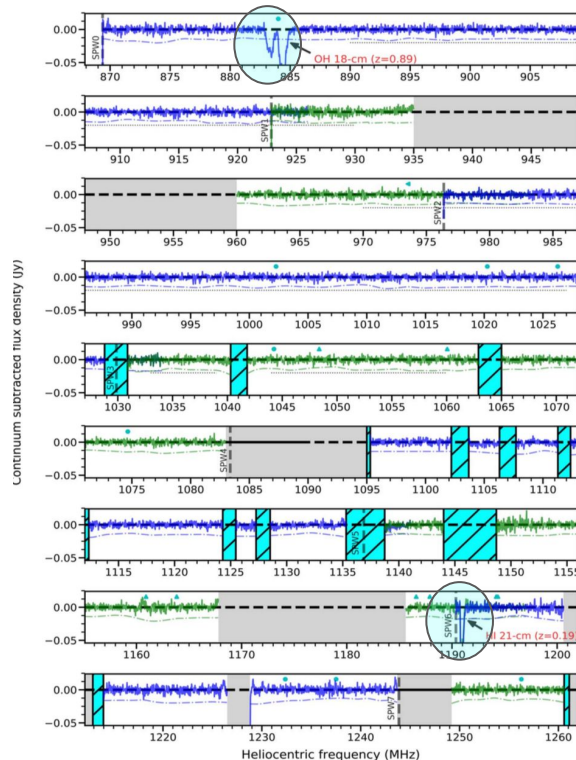 0.00
-0.05
SPW0
OH 18-cm (z=0.89)
870 875 880 885 890 895 900 905
0.00
-0.05
SPW1
910 915 920 925 930 935 940 945
0.00
-0.05
SPW2
950 955 960 965 970 975 980 985
0.00
-0.05
990 995 1000 1005 1010 1015 1020 1025
Continuum subtracted flux density (Jy)
0.00
-0.05
SPW3
1030 1035 1040 1045 1050 1055 1060 1065 1070
0.00
-0.05
SPW4
1075 1080 1085 1090 1095 1100 1105 1110
0.00
-0.05
SPW5
1115 1120 1125 1130 1135 1140 1145 1150 1155
0.00
-0.05
SPW6
HI 21-cm (z=0.19)
1160 1170 1180 1190 1200
0.00
-0.05
SPW7
1220 1230 1240 1250 1260
Heliocentric frequency (MHz)